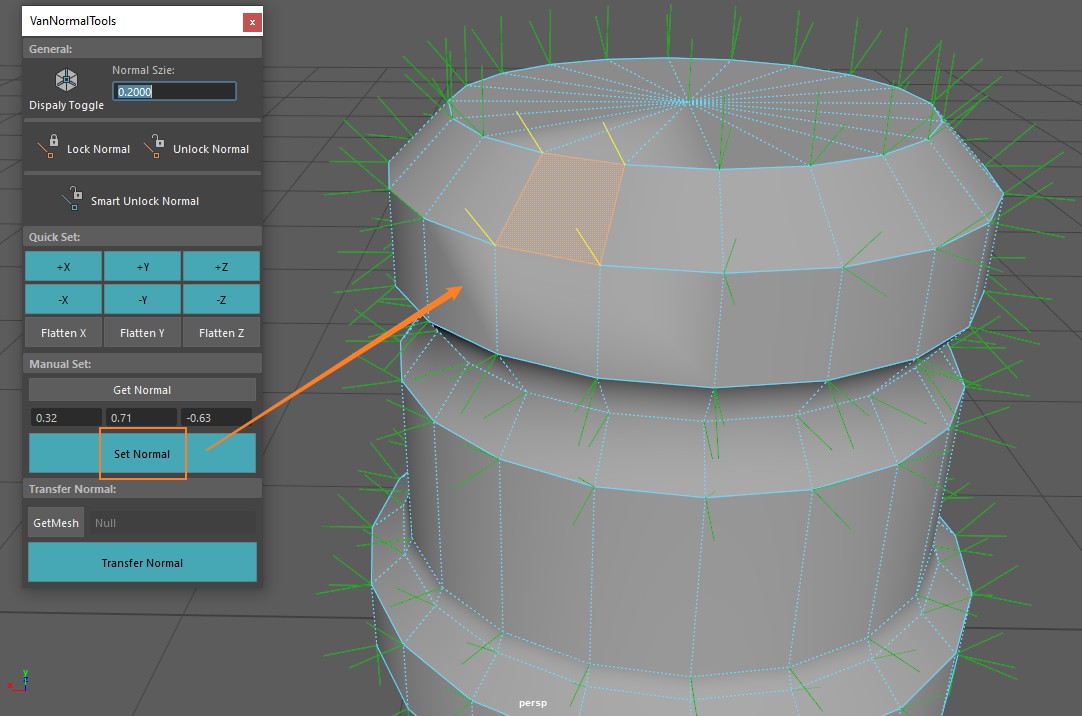 VanNormalTools
x
General:
Normal Szie:
0.2000
Dispaly Toggle
Lock Normal
Unlock Normal
Smart Unlock Normal
Quick Set:
+X
+Y
+Z
-X
-Y
-Z
Flatten X
Flatten Y
Flatten Z
Manual Set:
Get Normal
0.32
0.71
-0.63
Set Normal
Transfer Normal:
GetMesh
Null
Transfer Normal
y
x
persp